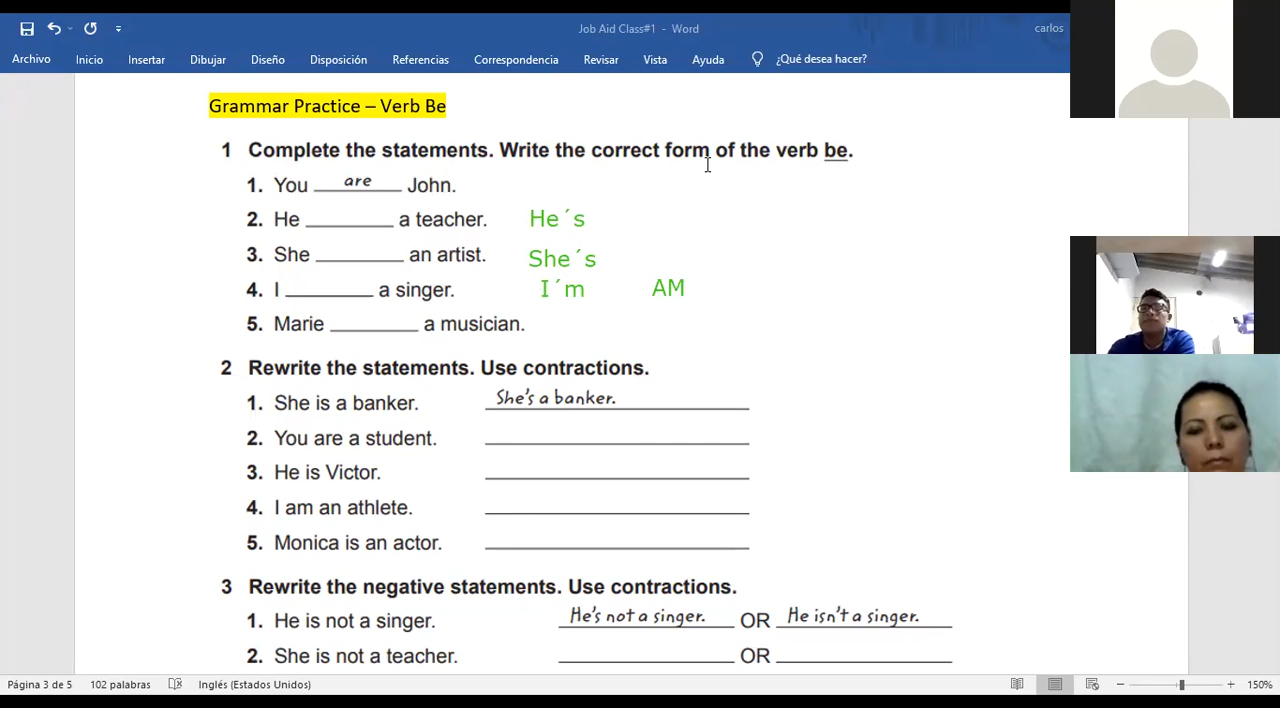 Job Aid Class#1 - Word
carlos
Archivo Inicio Insertar Dibujar Diseño Disposición Referencias Correspondencia Revisar Vista Ayuda ¿Qué desea hacer?
Grammar Practice – Verb Be
1 Complete the statements. Write the correct form of the verb be.
1. You are John.
2. He ________ a teacher. He´s
3. She ________ an artist. She´s
4. I ________ a singer. I´m AM
5. Marie ________ a musician.
2 Rewrite the statements. Use contractions.
1. She is a banker. She's a banker.
2. You are a student.
3. He is Victor.
4. I am an athlete.
5. Monica is an actor.
3 Rewrite the negative statements. Use contractions.
1. He is not a singer. He's not a singer. OR He isn't a singer.
2. She is not a teacher. ________ OR ________
Página 3 de 5 102 palabras Inglés (Estados Unidos) 150%